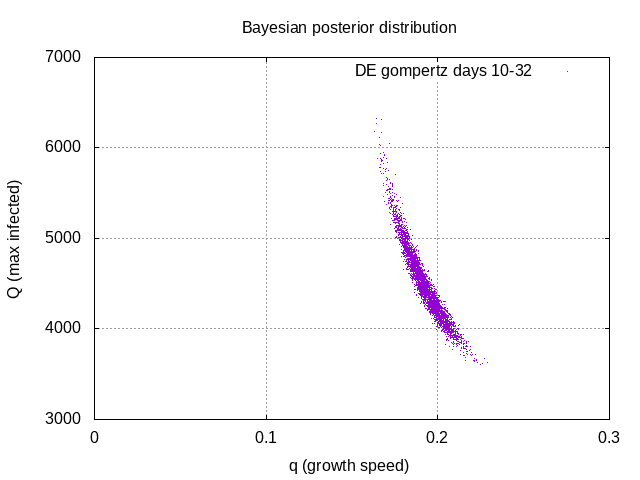 Bayesian posterior distribution
DE gompertz days 10-32
7000
6000
5000
4000
3000
Q (max infected)
0
0.1
0.2
0.3
q (growth speed)